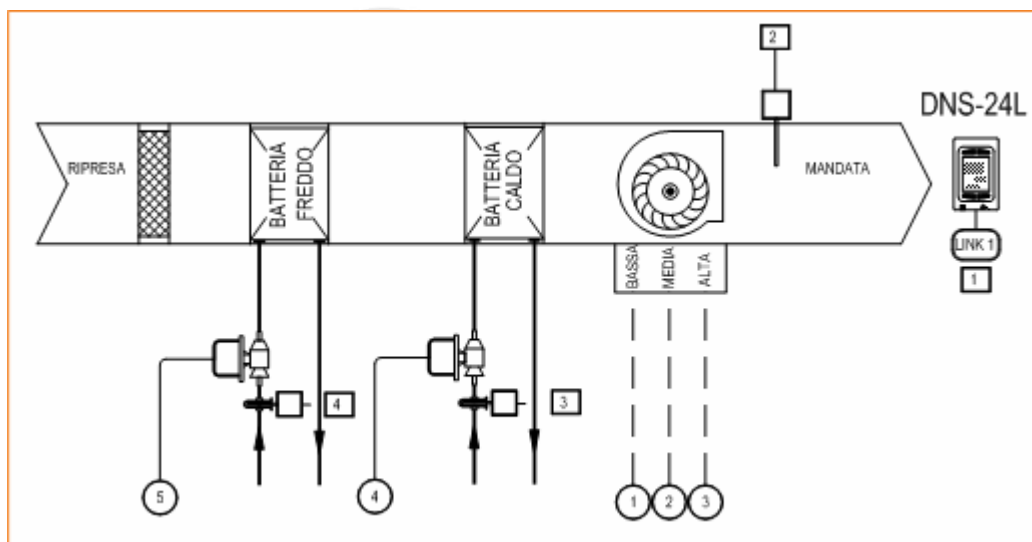 2
DNS-24L
RIPRESA
BATTERIA
FREDDO
BATTERIA
CALDO
MANDATA
LINK 1
1
BASSA
MEDIA
ALTA
4
3
5
4
1
2
3